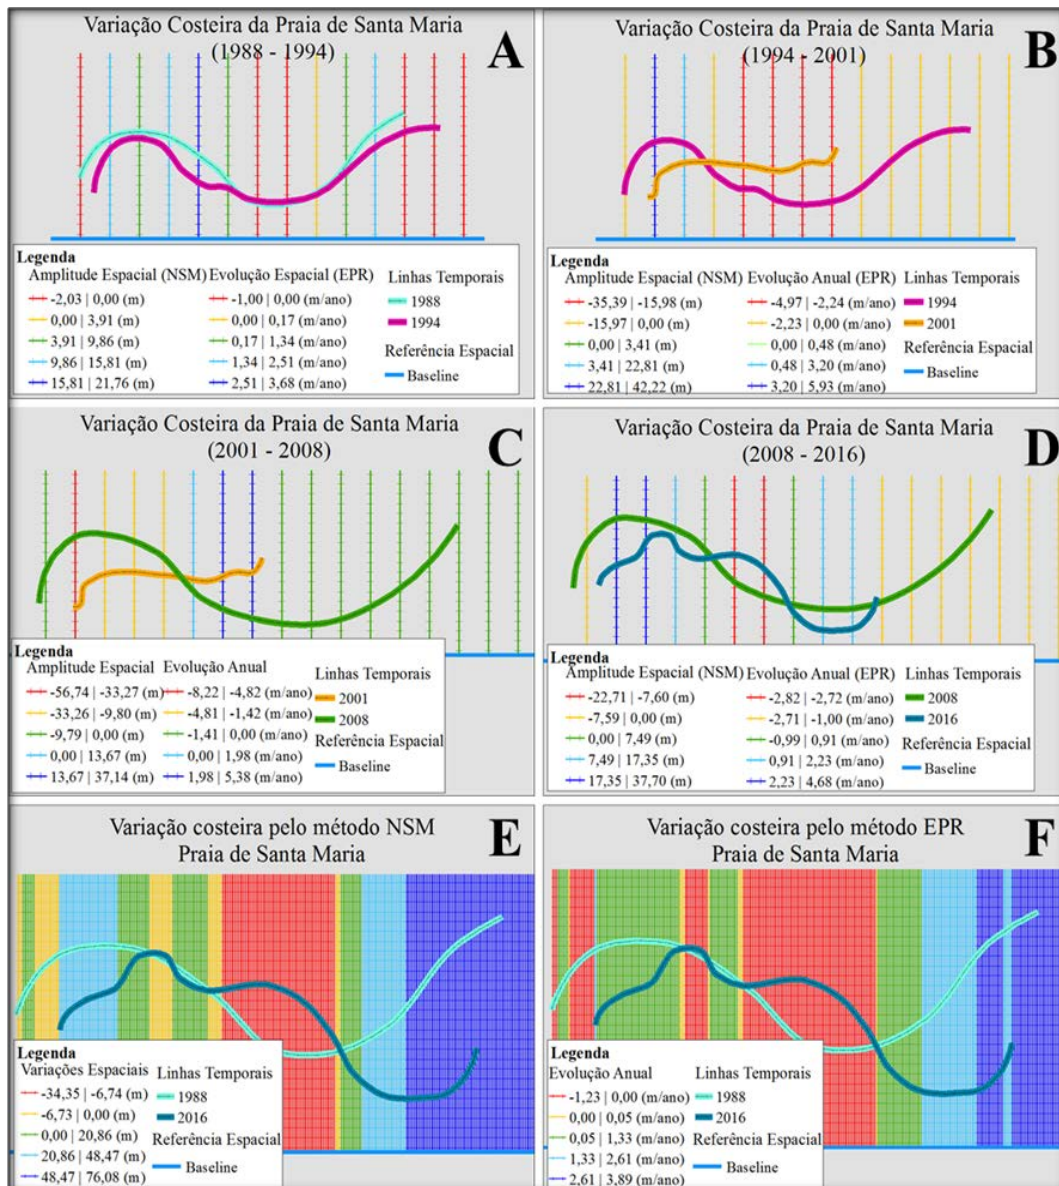 Variação Costeira da Praia de Santa Maria
(1988 - 1994)
A
Legenda
Amplitude Espacial (NSM)
-2,03 | 0,00 (m)
0,00 | 3,91 (m)
3,91 | 9,86 (m)
9,86 | 15,81 (m)
15,81 | 21,76 (m)
Evolução Espacial (EPR)
-1,00 | 0,00 (m/ano)
0,00 | 0,17 (m/ano)
0,17 | 1,34 (m/ano)
1,34 | 2,51 (m/ano)
2,51 | 3,68 (m/ano)
Linhas Temporais
1988
1994
Referência Espacial
Baseline
Variação Costeira da Praia de Santa Maria
(1994 - 2001)
B
Legenda
Amplitude Espacial (NSM)
-35,39 | -15,98 (m)
-15,97 | 0,00 (m)
0,00 | 3,41 (m)
3,41 | 22,81 (m)
22,81 | 42,22 (m)
Evolução Anual (EPR)
-4,97 | -2,24 (m/ano)
-2,23 | 0,00 (m/ano)
0,00 | 0,48 (m/ano)
0,48 | 3,20 (m/ano)
3,20 | 5,93 (m/ano)
Linhas Temporais
1994
2001
Referência Espacial
Baseline
Variação Costeira da Praia de Santa Maria
(2001 - 2008)
C
Legenda
Amplitude Espacial
-56,74 | -33,27 (m)
-33,26 | -9,80 (m)
-9,79 | 0,00 (m)
0,00 | 13,67 (m)
13,67 | 37,14 (m)
Evolução Anual
-8,22 | -4,82 (m/ano)
-4,81 | -1,42 (m/ano)
-1,41 | 0,00 (m/ano)
0,00 | 1,98 (m/ano)
1,98 | 5,38 (m/ano)
Linhas Temporais
2001
2008
Referência Espacial
Baseline
Variação Costeira da Praia de Santa Maria
(2008 - 2016)
D
Legenda
Amplitude Espacial (NSM)
-22,71 | -7,60 (m)
-7,59 | 0,00 (m)
0,00 | 7,49 (m)
7,49 | 17,35 (m)
17,35 | 37,70 (m)
Evolução Anual (EPR)
-2,82 | -2,72 (m/ano)
-2,71 | -1,00 (m/ano)
-0,99 | 0,91 (m/ano)
0,91 | 2,23 (m/ano)
2,23 | 4,68 (m/ano)
Linhas Temporais
2008
2016
Referência Espacial
Baseline
Variação costeira pelo método NSM
Praia de Santa Maria
E
Legenda
Variações Espaciais
-34,35 | -6,74 (m)
-6,73 | 0,00 (m)
0,00 | 20,86 (m)
20,86 | 48,47 (m)
48,47 | 76,08 (m)
Linhas Temporais
1988
2016
Referência Espacial
Baseline
Variação costeira pelo método EPR
Praia de Santa Maria
F
Legenda
Evolução Anual
-1,23 | 0,00 (m/ano)
0,00 | 0,05 (m/ano)
0,05 | 1,33 (m/ano)
1,33 | 2,61 (m/ano)
2,61 | 3,89 (m/ano)
Linhas Temporais
1988
2016
Referência Espacial
Baseline